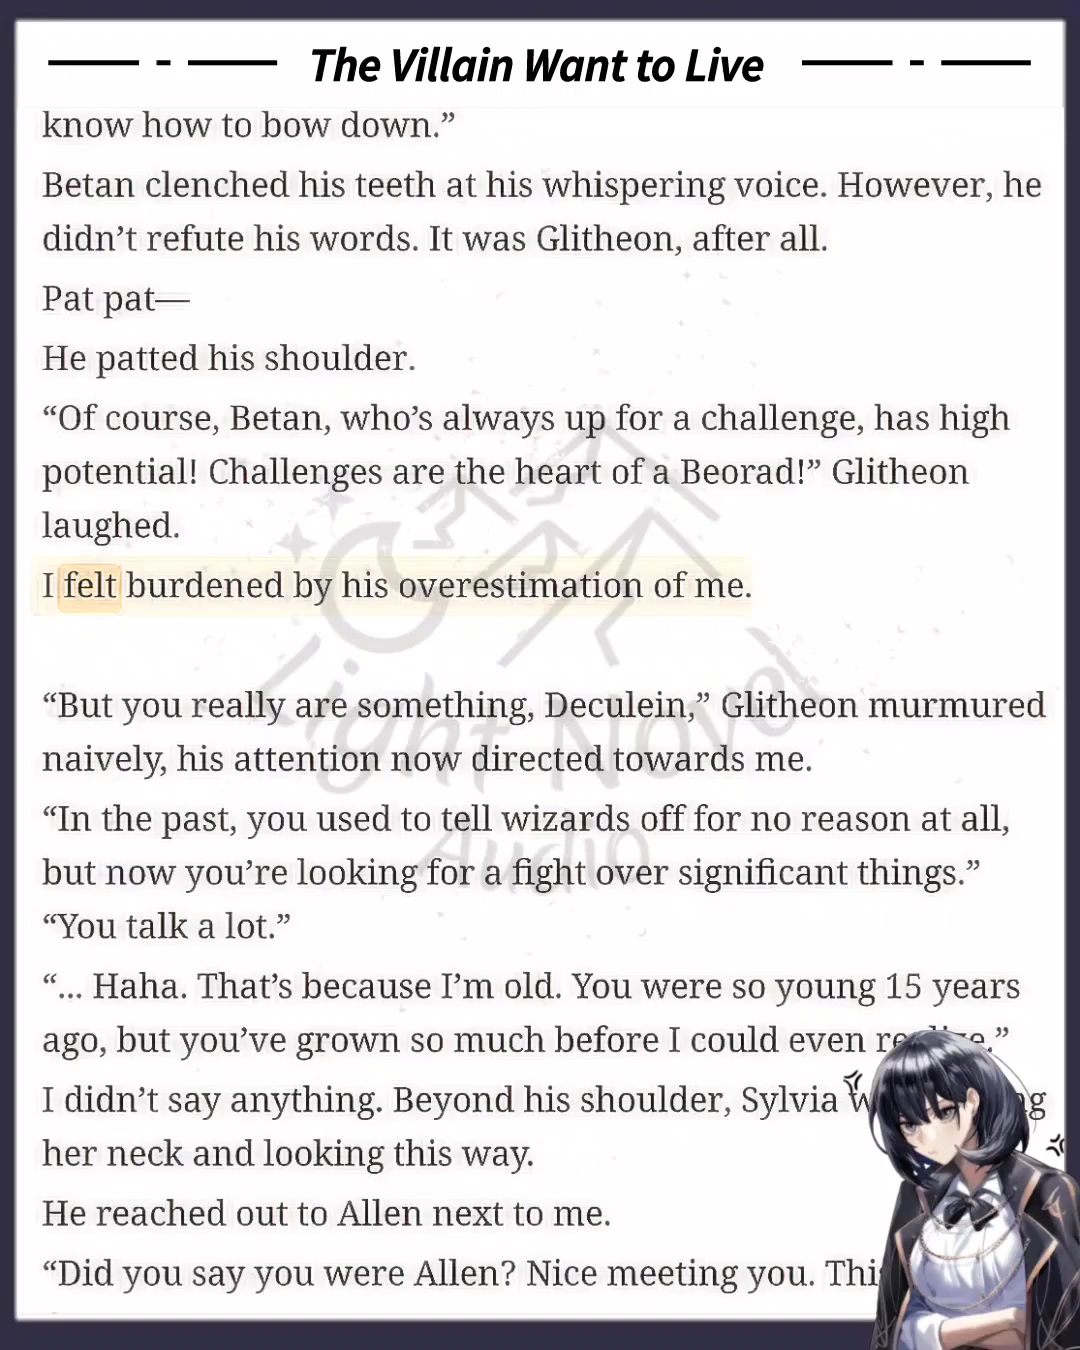 The Villain Want to Live
know how to bow down.”
Betan clenched his teeth at his whispering voice. However, he
didn’t refute his words. It was Glitheon, after all.
Pat pat—
He patted his shoulder.
“Of course, Betan, who’s always up for a challenge, has high
potential! Challenges are the heart of a Beorad!” Glitheon
laughed.
I felt burdened by his overestimation of me.
“But you really are something, Deculein,” Glitheon murmured
naively, his attention now directed towards me.
“In the past, you used to tell wizards off for no reason at all,
but now you’re looking for a fight over significant things.”
“You talk a lot.”
“... Haha. That’s because I’m old. You were so young 15 years
ago, but you’ve grown so much before I could even
I didn’t say anything. Beyond his shoulder, Sylvia
her neck and looking this way.
He reached out to Allen next to me.
“Did you say you were Allen? Nice meeting you.
Light Novel
Audio